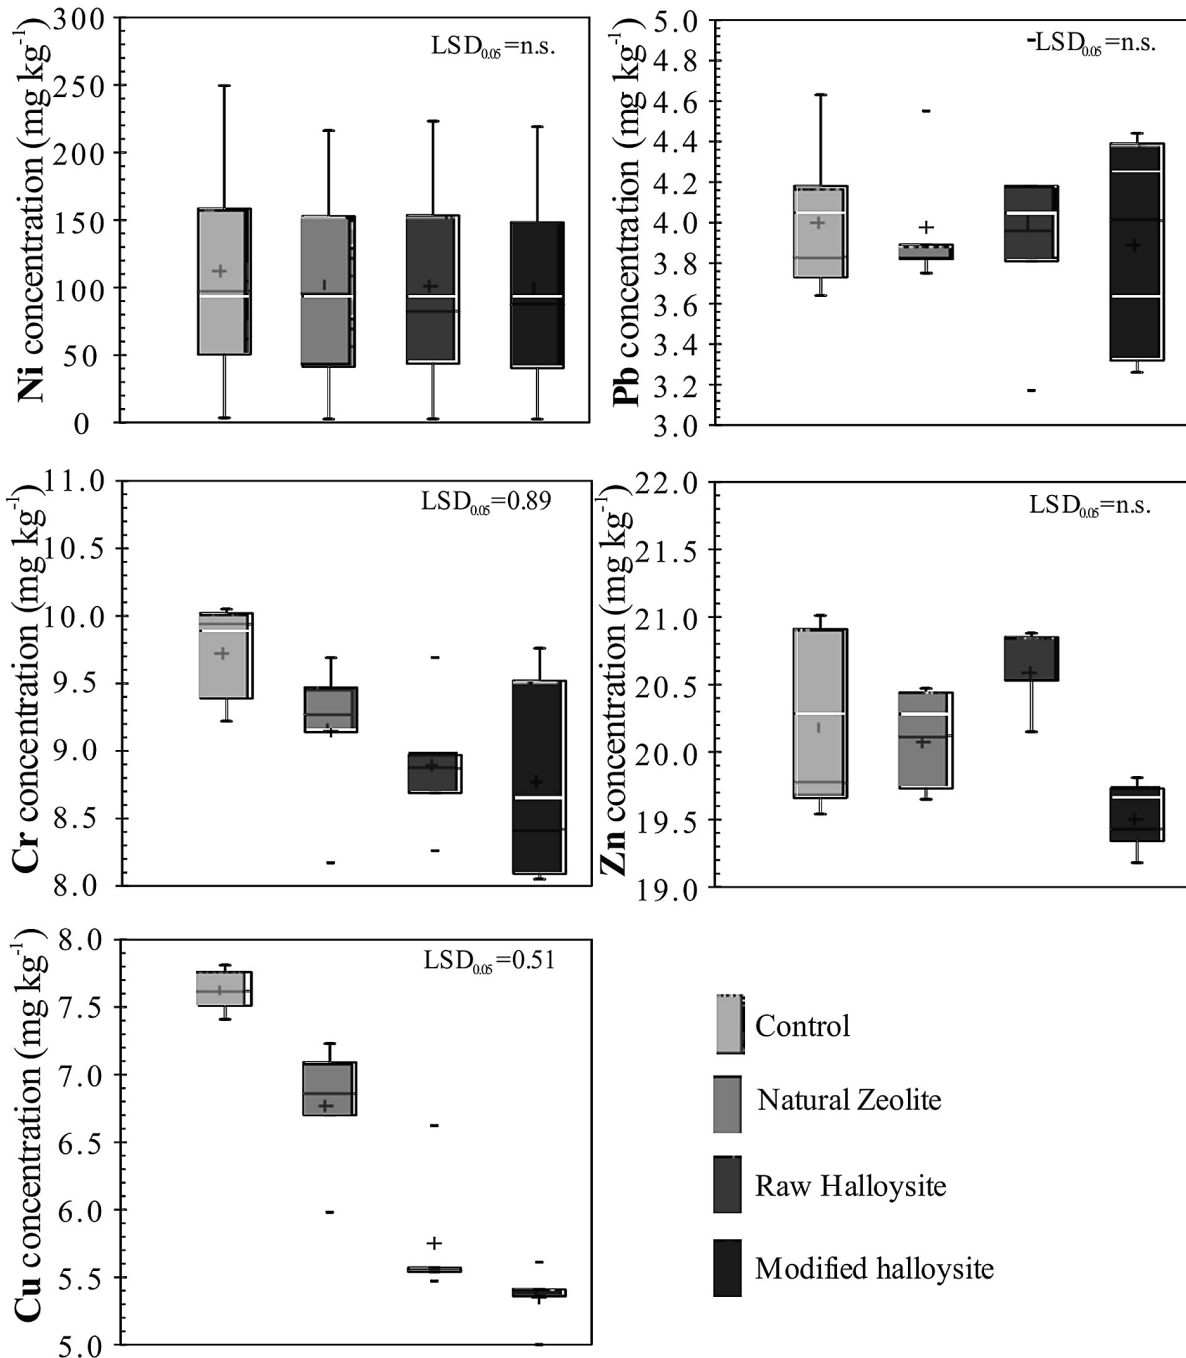 Ni concentration (mg kg⁻¹)
300
250
200
150
100
50
0
LSD₀.₀₅=n.s.
Pb concentration (mg kg⁻¹)
5.0
4.8
4.6
4.4
4.2
4.0
3.8
3.6
3.4
3.2
3.0
LSD₀.₀₅=n.s.
Cr concentration (mg kg⁻¹)
11.0
10.5
10.0
9.5
9.0
8.5
8.0
LSD₀.₀₅=0.89
Zn concentration (mg kg⁻¹)
22.0
21.5
21.0
20.5
20.0
19.5
19.0
LSD₀.₀₅=n.s.
Cu concentration (mg kg⁻¹)
8.0
7.5
7.0
6.5
6.0
5.5
5.0
LSD₀.₀₅=0.51
Control
Natural Zeolite
Raw Halloysite
Modified halloysite